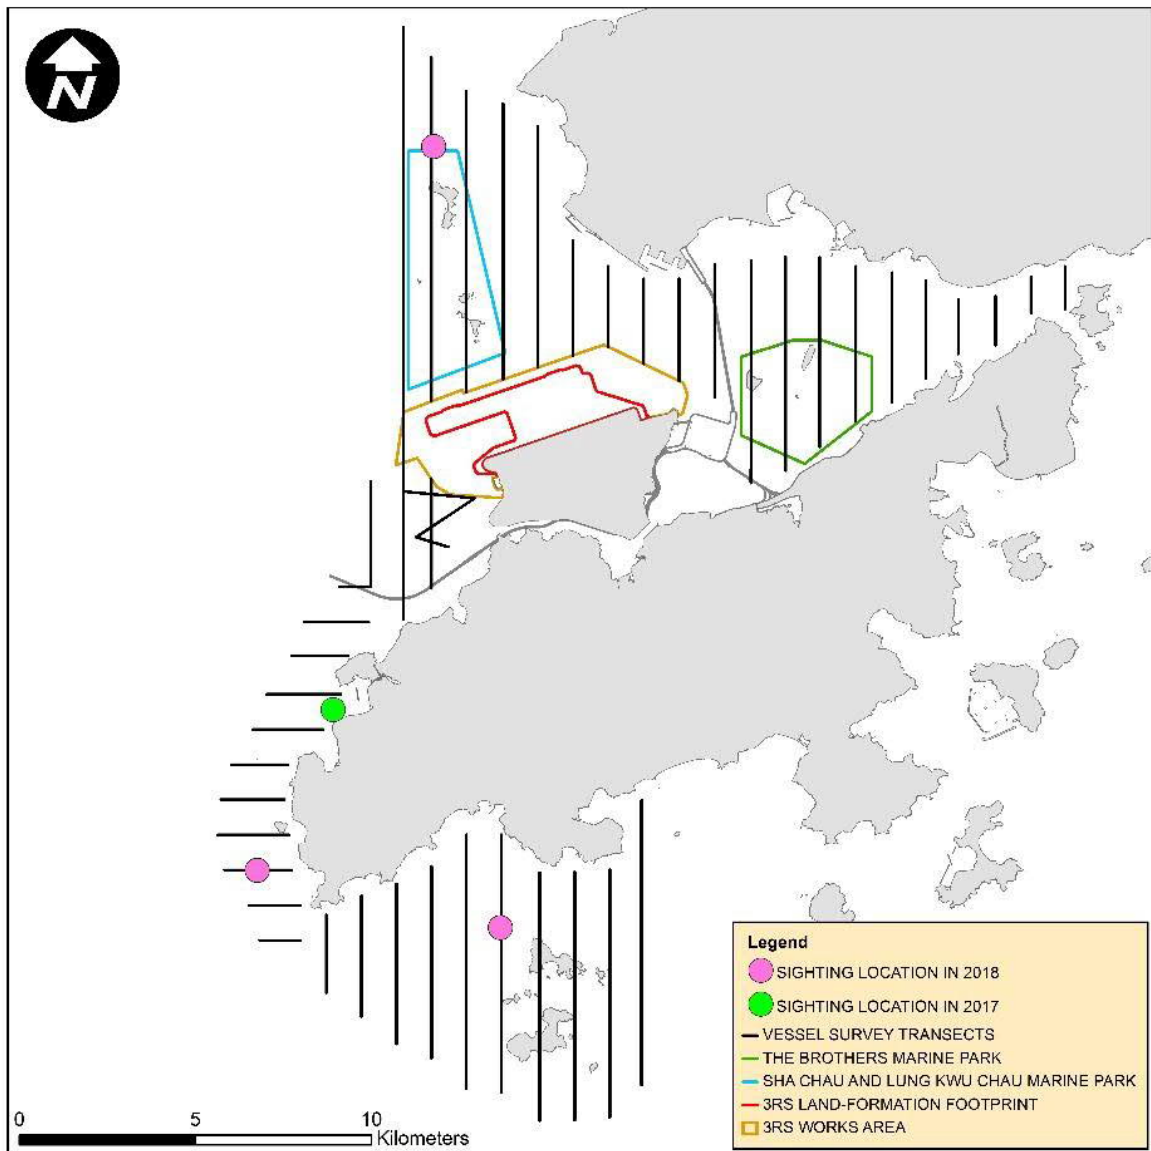 N
Legend
SIGHTING LOCATION IN 2018
SIGHTING LOCATION IN 2017
VESSEL SURVEY TRANSECTS
THE BROTHERS MARINE PARK
SHA CHAU AND LUNG KWU CHAU MARINE PARK
3RS LAND-FORMATION FOOTPRINT
3RS WORKS AREA
0 5 10
Kilometers